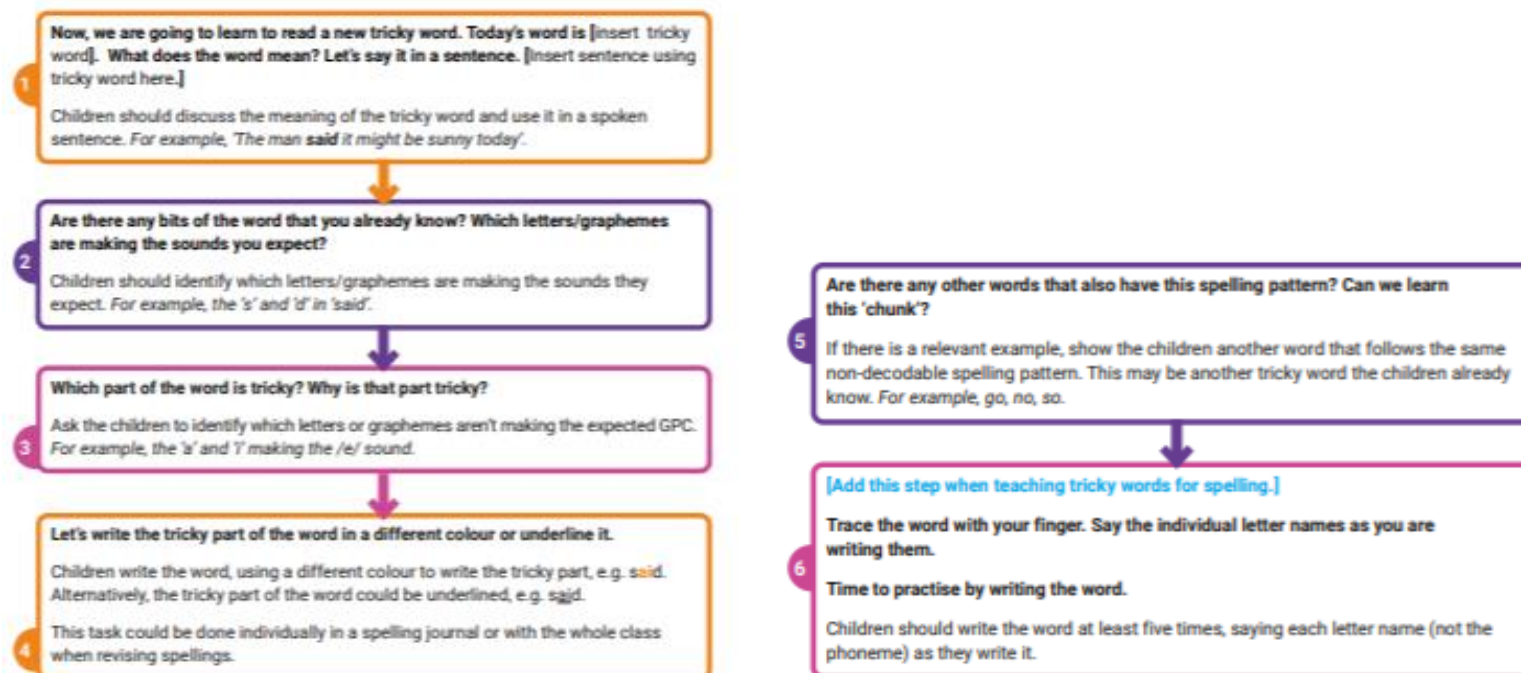 1
Now, we are going to learn to read a new tricky word. Today's word is [insert tricky
word]. What does the word mean? Let's say it in a sentence. [Insert sentence using
tricky word here.]
Children should discuss the meaning of the tricky word and use it in a spoken
sentence. For example, 'The man said it might be sunny today'.
2
Are there any bits of the word that you already know? Which letters/graphemes
are making the sounds you expect?
Children should identify which letters/graphemes are making the sounds they
expect. For example, the 's' and 'd' in 'said'.
3
Which part of the word is tricky? Why is that part tricky?
Ask the children to identify which letters or graphemes aren't making the expected GPC.
For example, the 'a' and 'i' making the /e/ sound.
4
Let's write the tricky part of the word in a different colour or underline it.
Children write the word, using a different colour to write the tricky part, e.g. said.
Alternatively, the tricky part of the word could be underlined, e.g. said.
This task could be done individually in a spelling journal or with the whole class
when revising spellings.
5
Are there any other words that also have this spelling pattern? Can we learn
this 'chunk'?
If there is a relevant example, show the children another word that follows the same
non-decodable spelling pattern. This may be another tricky word the children already
know. For example, go, no, so.
6
[Add this step when teaching tricky words for spelling.]
Trace the word with your finger. Say the individual letter names as you are
writing them.
Time to practise by writing the word.
Children should write the word at least five times, saying each letter name (not the
phoneme) as they write it.